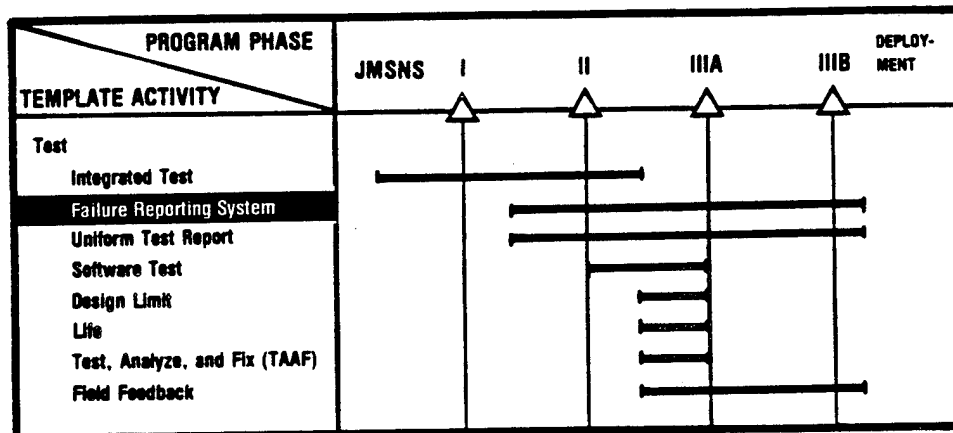 PROGRAM PHASE
TEMPLATE ACTIVITY
JMSNS I II IIIA IIIB DEPLOY-
MENT
Test
Integrated Test
Failure Reporting System
Uniform Test Report
Software Test
Design Limit
Life
Test, Analyze, and Fix (TAAF)
Field Feedback